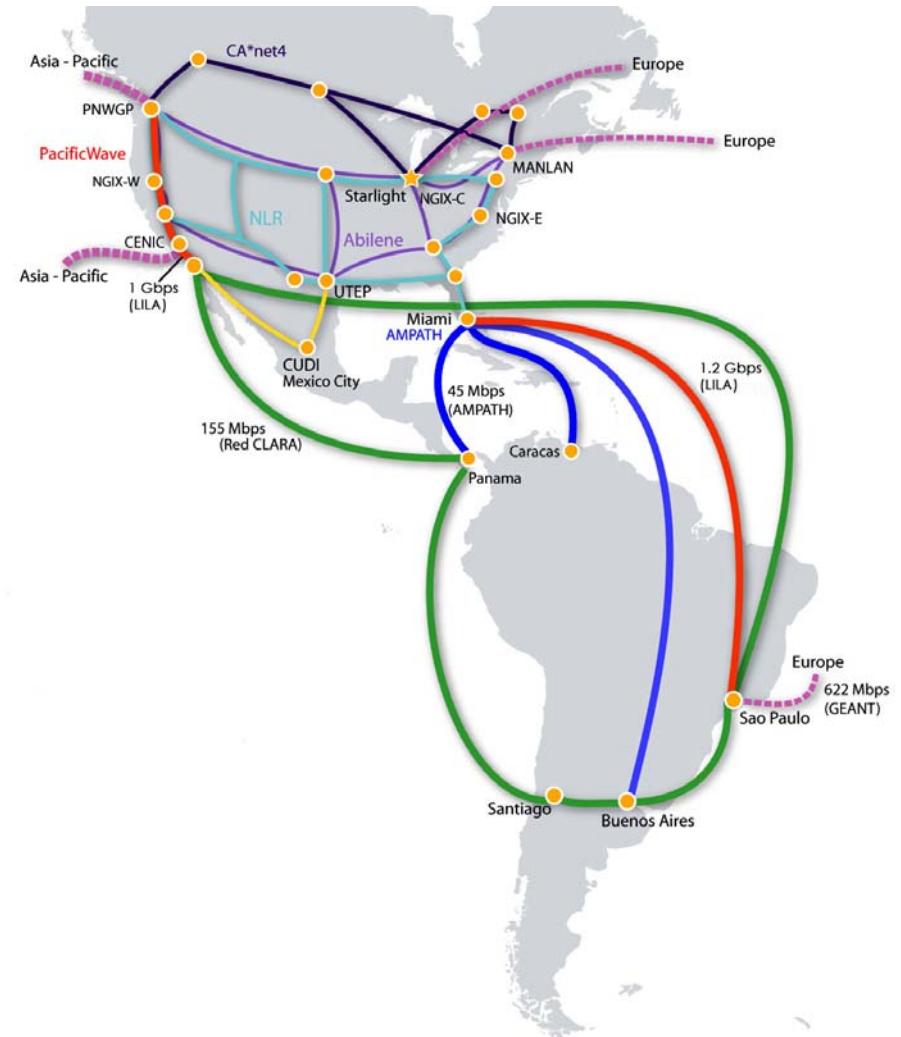 CA*net4
Asia - Pacific
Europe
PNWGP
PacificWave
Europe
MANLAN
NGIX-W
Starlight
NGIX-C
NLR
NGIX-E
Abilene
CENIC
Asia - Pacific
1 Gbps
(LILA)
UTEP
Miami
AMPATH
CUDI
Mexico City
1.2 Gbps
(LILA)
45 Mbps
(AMPATH)
155 Mbps
(Red CLARA)
Caracas
Panama
Europe
622 Mbps
(GEANT)
Sao Paulo
Santiago
Buenos Aires